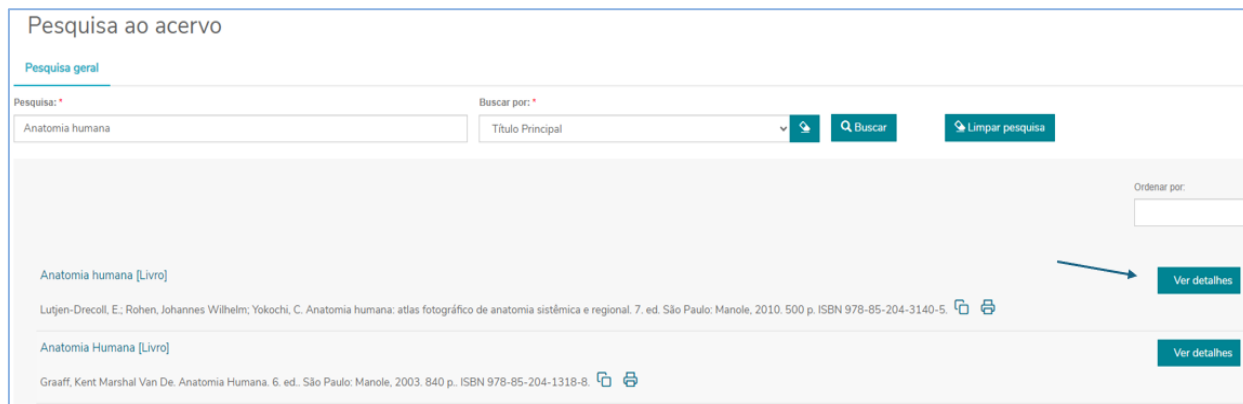 Pesquisa ao acervo
Pesquisa geral
Pesquisa: * Buscar por: *
Anatomia humana Título Principal Buscar Limpar pesquisa
Ordenar por:
Anatomia humana [Livro] Ver detalhes
Lutjen-Drecoll, E.; Rohen, Johannes Wilhelm; Yokochi, C. Anatomia humana: atlas fotográfico de anatomia sistêmica e regional. 7. ed. São Paulo: Manole, 2010. 500 p. ISBN 978-85-204-3140-5.
Anatomia Humana [Livro] Ver detalhes
Graaff, Kent Marshal Van De. Anatomia Humana. 6. ed.. São Paulo: Manole, 2003. 840 p.. ISBN 978-85-204-1318-8.